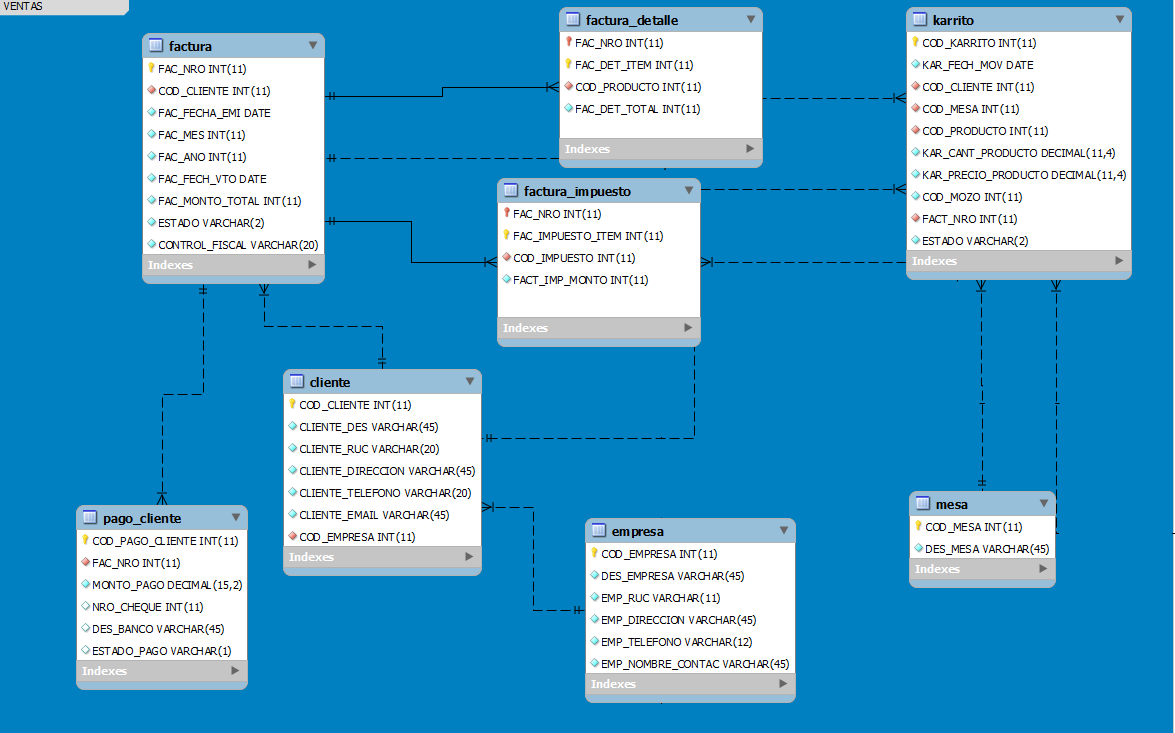 VENTAS
factura
FAC_NRO INT(11)
COD_CLIENTE INT(11)
FAC_FECHA_EMI DATE
FAC_MES INT(11)
FAC_ANO INT(11)
FAC_FECH_VTO DATE
FAC_MONTO_TOTAL INT(11)
ESTADO VARCHAR(2)
CONTROL_FISCAL VARCHAR(20)
Indexes
factura_detalle
FAC_NRO INT(11)
FAC_DET_ITEM INT(11)
COD_PRODUCTO INT(11)
FAC_DET_TOTAL INT(11)
Indexes
karrito
COD_KARRITO INT(11)
KAR_FECH_MOV DATE
COD_CLIENTE INT(11)
COD_MESA INT(11)
COD_PRODUCTO INT(11)
KAR_CANT_PRODUCTO DECIMAL(11,4)
KAR_PRECIO_PRODUCTO DECIMAL(11,4)
COD_MOZO INT(11)
FACT_NRO INT(11)
ESTADO VARCHAR(2)
Indexes
factura_impuesto
FAC_NRO INT(11)
FAC_IMPUESTO_ITEM INT(11)
COD_IMPUESTO INT(11)
FACT_IMP_MONTO INT(11)
Indexes
cliente
COD_CLIENTE INT(11)
CLIENTE_DES VARCHAR(45)
CLIENTE_RUC VARCHAR(20)
CLIENTE_DIRECCION VARCHAR(45)
CLIENTE_TELEFONO VARCHAR(20)
CLIENTE_EMAIL VARCHAR(45)
COD_EMPRESA INT(11)
Indexes
pago_cliente
COD_PAGO_CLIENTE INT(11)
FAC_NRO INT(11)
MONTO_PAGO DECIMAL(15,2)
NRO_CHEQUE INT(11)
DES_BANCO VARCHAR(45)
ESTADO_PAGO VARCHAR(1)
Indexes
empresa
COD_EMPRESA INT(11)
DES_EMPRESA VARCHAR(45)
EMP_RUC VARCHAR(11)
EMP_DIRECCION VARCHAR(45)
EMP_TELEFONO VARCHAR(12)
EMP_NOMBRE_CONTAC VARCHAR(45)
Indexes
mesa
COD_MESA INT(11)
DES_MESA VARCHAR(45)
Indexes